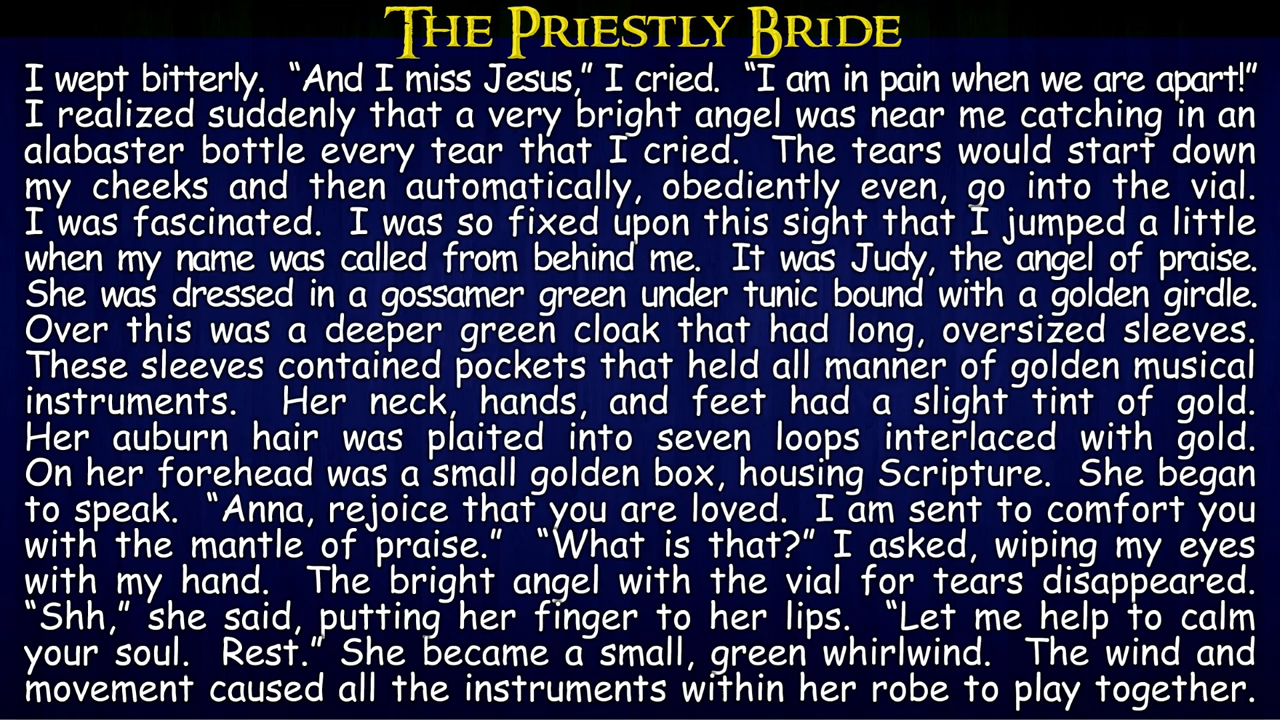 The Priestly Bride
I wept bitterly.  “And I miss Jesus,” I cried.  “I am in pain when we are apart!”
I realized suddenly that a very bright angel was near me catching in an
alabaster bottle every tear that I cried.  The tears would start down
my cheeks and then automatically, obediently even, go into the vial.
I was fascinated.  I was so fixed upon this sight that I jumped a little
when my name was called from behind me.  It was Judy, the angel of praise.
She was dressed in a gossamer green under tunic bound with a golden girdle.
Over this was a deeper green cloak that had long, oversized sleeves.
These sleeves contained pockets that held all manner of golden musical
instruments.  Her neck, hands, and feet had a slight tint of gold.
Her auburn hair was plaited into seven loops interlaced with gold.
On her forehead was a small golden box, housing Scripture.  She began
to speak.  “Anna, rejoice that you are loved.  I am sent to comfort you
with the mantle of praise.”  “What is that?” I asked, wiping my eyes
with my hand.  The bright angel with the vial for tears disappeared.
“Shh,” she said, putting her finger to her lips.  “Let me help to calm
your soul.  Rest.” She became a small, green whirlwind.  The wind and
movement caused all the instruments within her robe to play together.